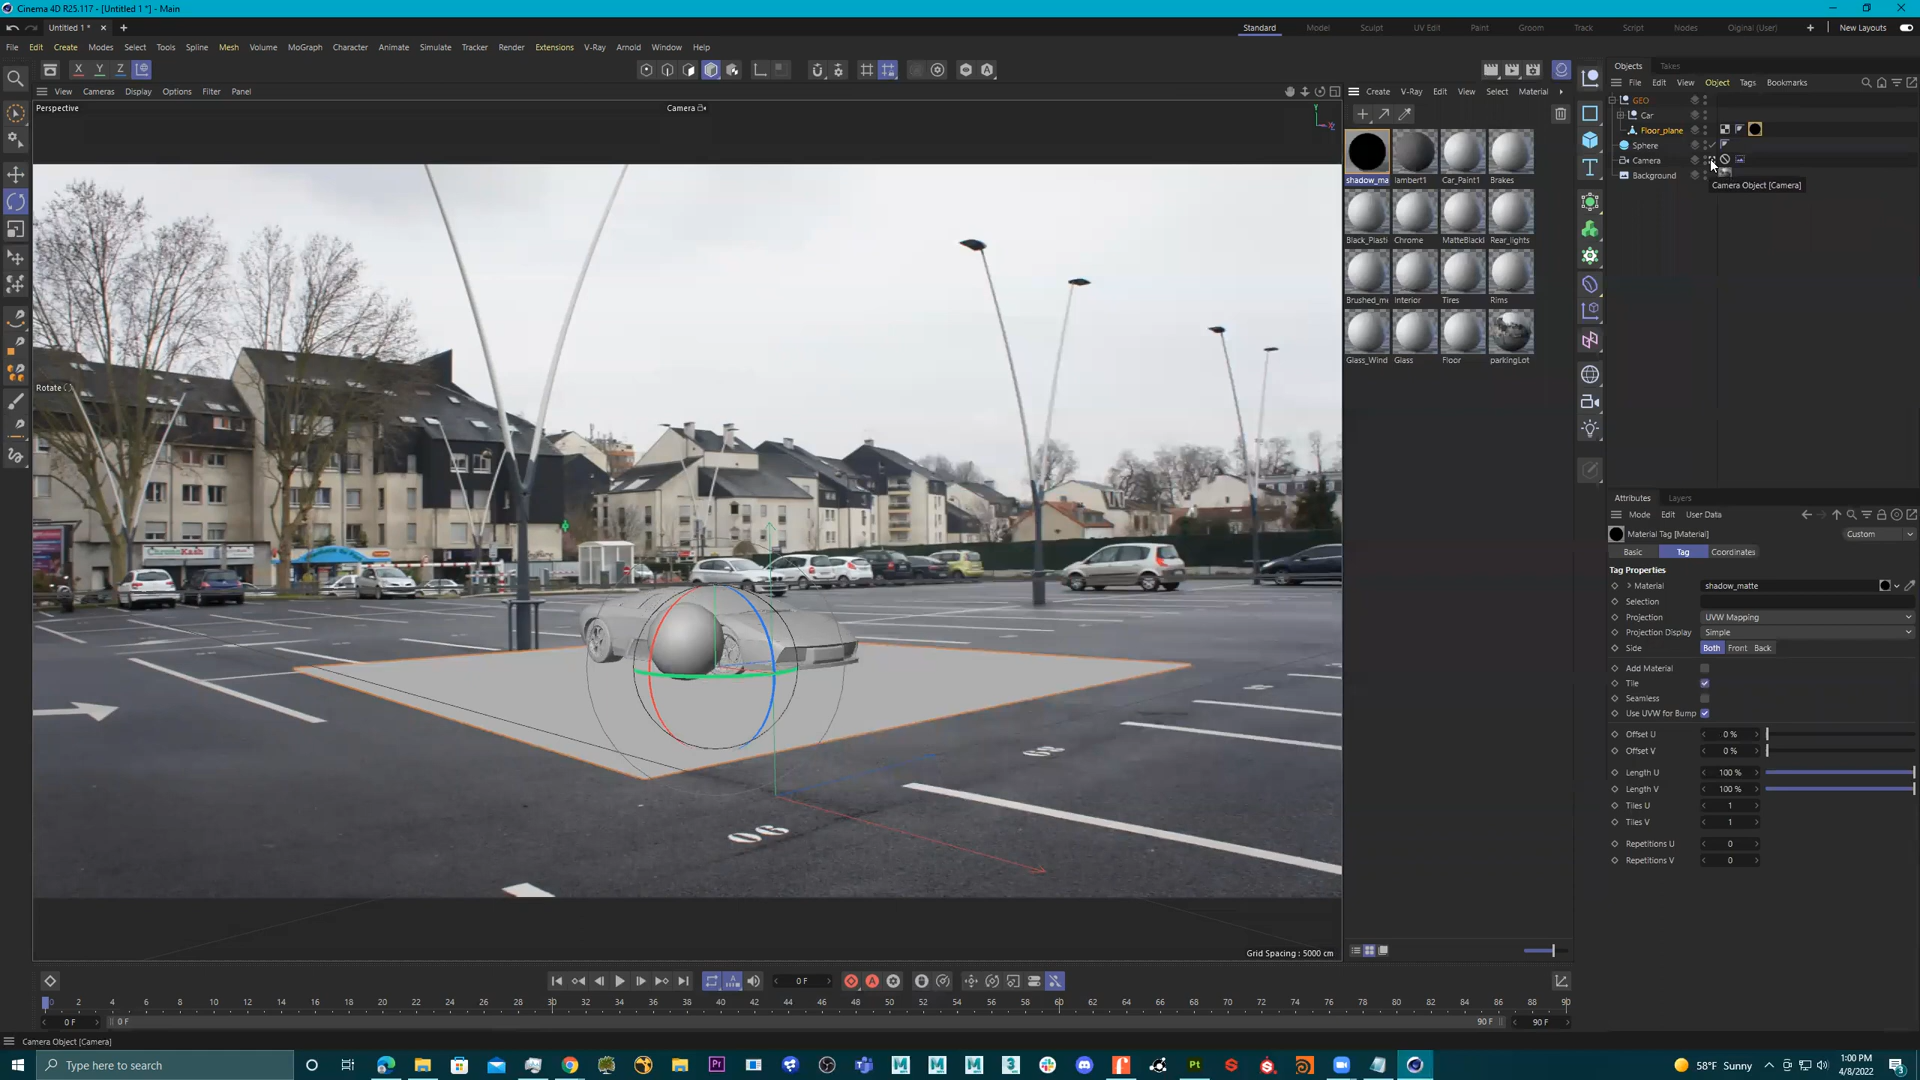 Cinema 4D R25.117 - [Untitled 1 *] - Main
Untitled 1 *
Standard Model Sculpt UV Edit Paint Groom Track Script Nodes Original (User) New Layouts
File Edit Create Modes Select Tools Spline Mesh Volume MoGraph Character Animate Simulate Tracker Render Extensions V-Ray Arnold Window Help
X Y Z
Objects Takes
File Edit View Object Tags Bookmarks
View Cameras Display Options Filter Panel
Create V-Ray Edit View Select Material
Perspective
Camera
Y
GEO
Car
Floor_plane
Sphere
Camera
Background
Camera Object [Camera]
shadow_ma lambert1 Car_Paint1 Brakes
Black_Plasti Chrome MatteBlackl Rear_lights
Brushed_me Interior Tires Rims
Glass_Wind Glass Floor parkingLot
Rotate
ChronoKash
06
Grid Spacing : 5000 cm
Attributes Layers
Mode Edit User Data
Material Tag [Material]
Custom
Basic Tag Coordinates
Tag Properties
Material shadow_matte
Selection
Projection UVW Mapping
Projection Display Simple
Side Both Front Back
Add Material
Tile
Seamless
Use UVW for Bump
Offset U 0 %
Offset V 0 %
Length U 100 %
Length V 100 %
Tiles U 1
Tiles V 1
Repetitions U 0
Repetitions V 0
0 F
0 2 4 6 8 10 12 14 16 18 20 22 24 26 28 30 32 34 36 38 40 42 44 46 48 50 52 54 56 58 60 62 64 66 68 70 72 74 76 78 80 82 84 86 88 90
0 F 0 F 90 F 90 F
Camera Object [Camera]
Type here to search
58°F Sunny
1:00 PM
4/8/2022